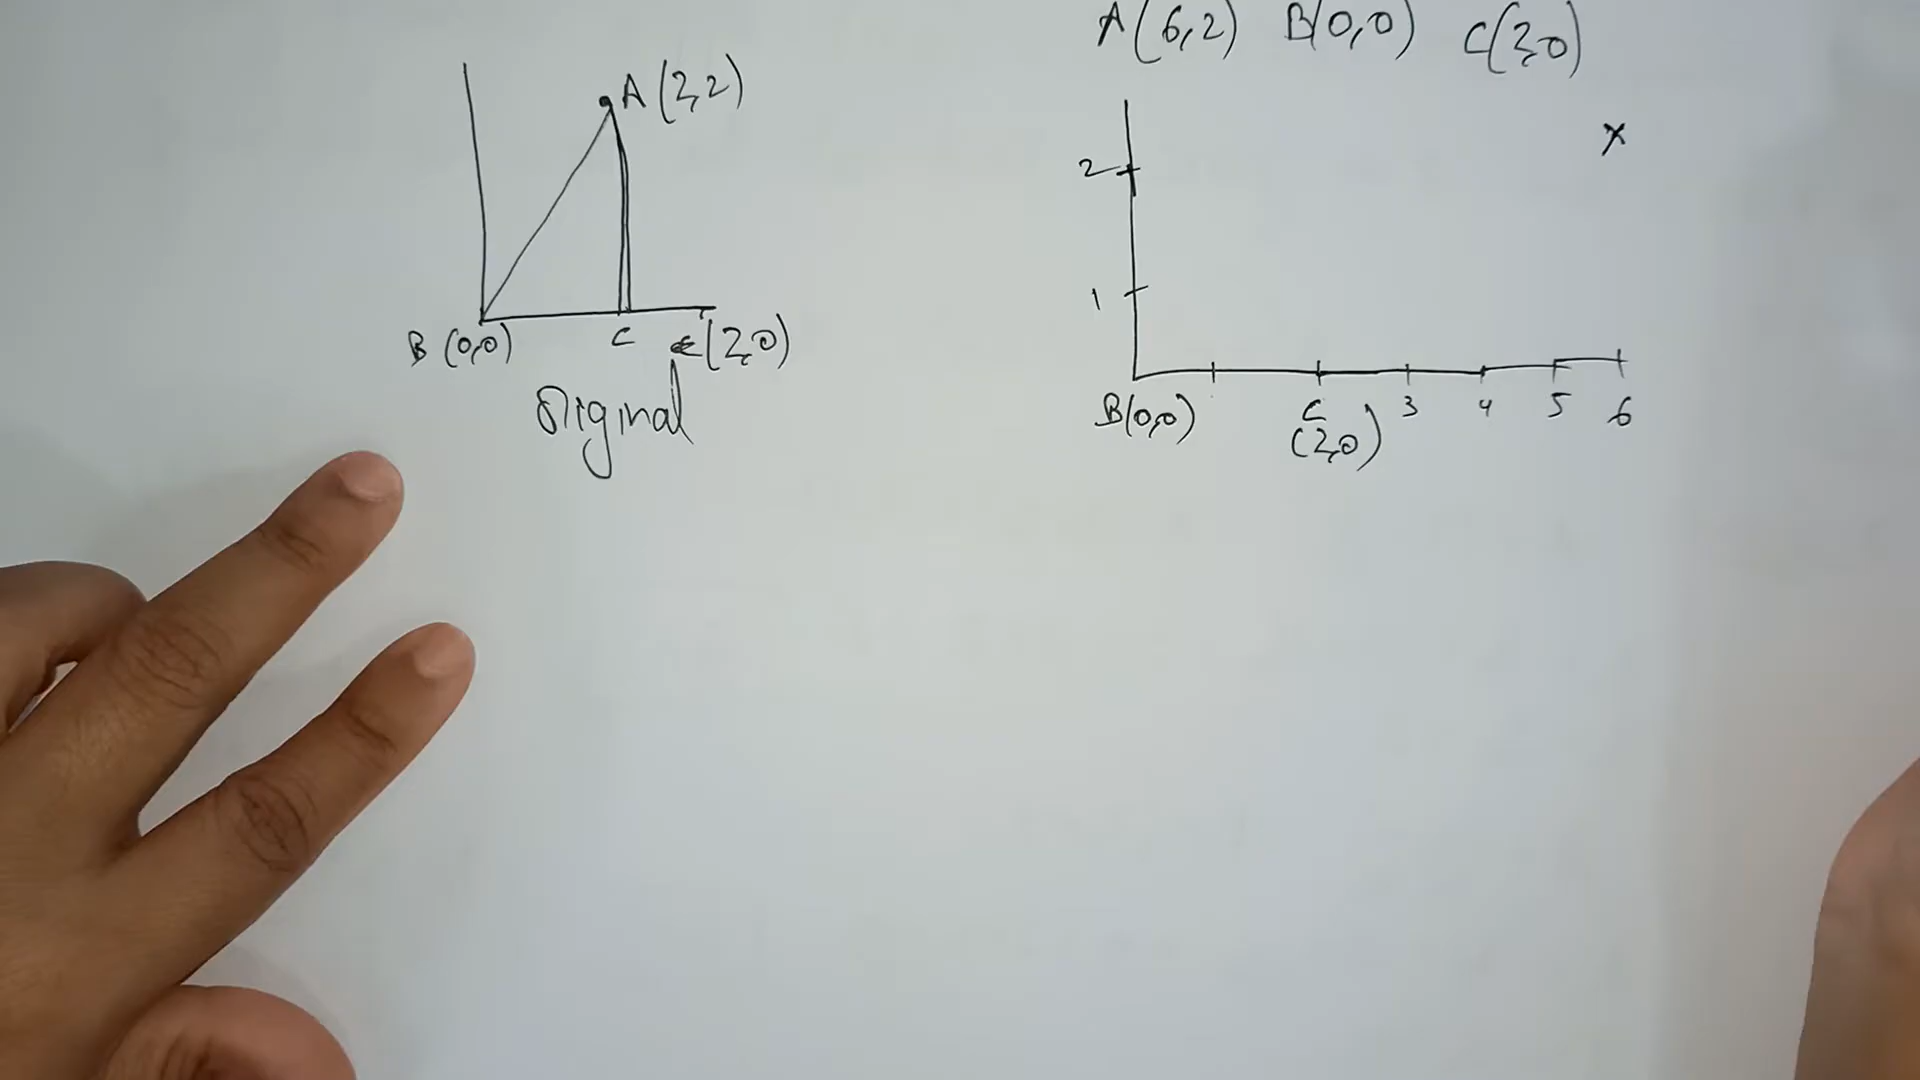 A(6,2) B(0,0) C(2,0)
A(2,2)
B (0,0) C (2,0)
Original
2
1
B(0,0) C 3 4 5 6
(2,0)